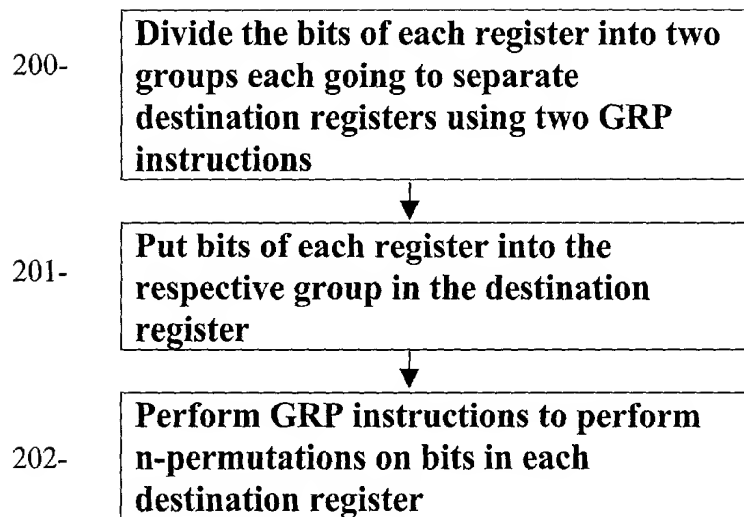 200-
Divide the bits of each register into two
groups each going to separate
destination registers using two GRP
instructions
201-
Put bits of each register into the
respective group in the destination
register
202-
Perform GRP instructions to perform
n-permutations on bits in each
destination register